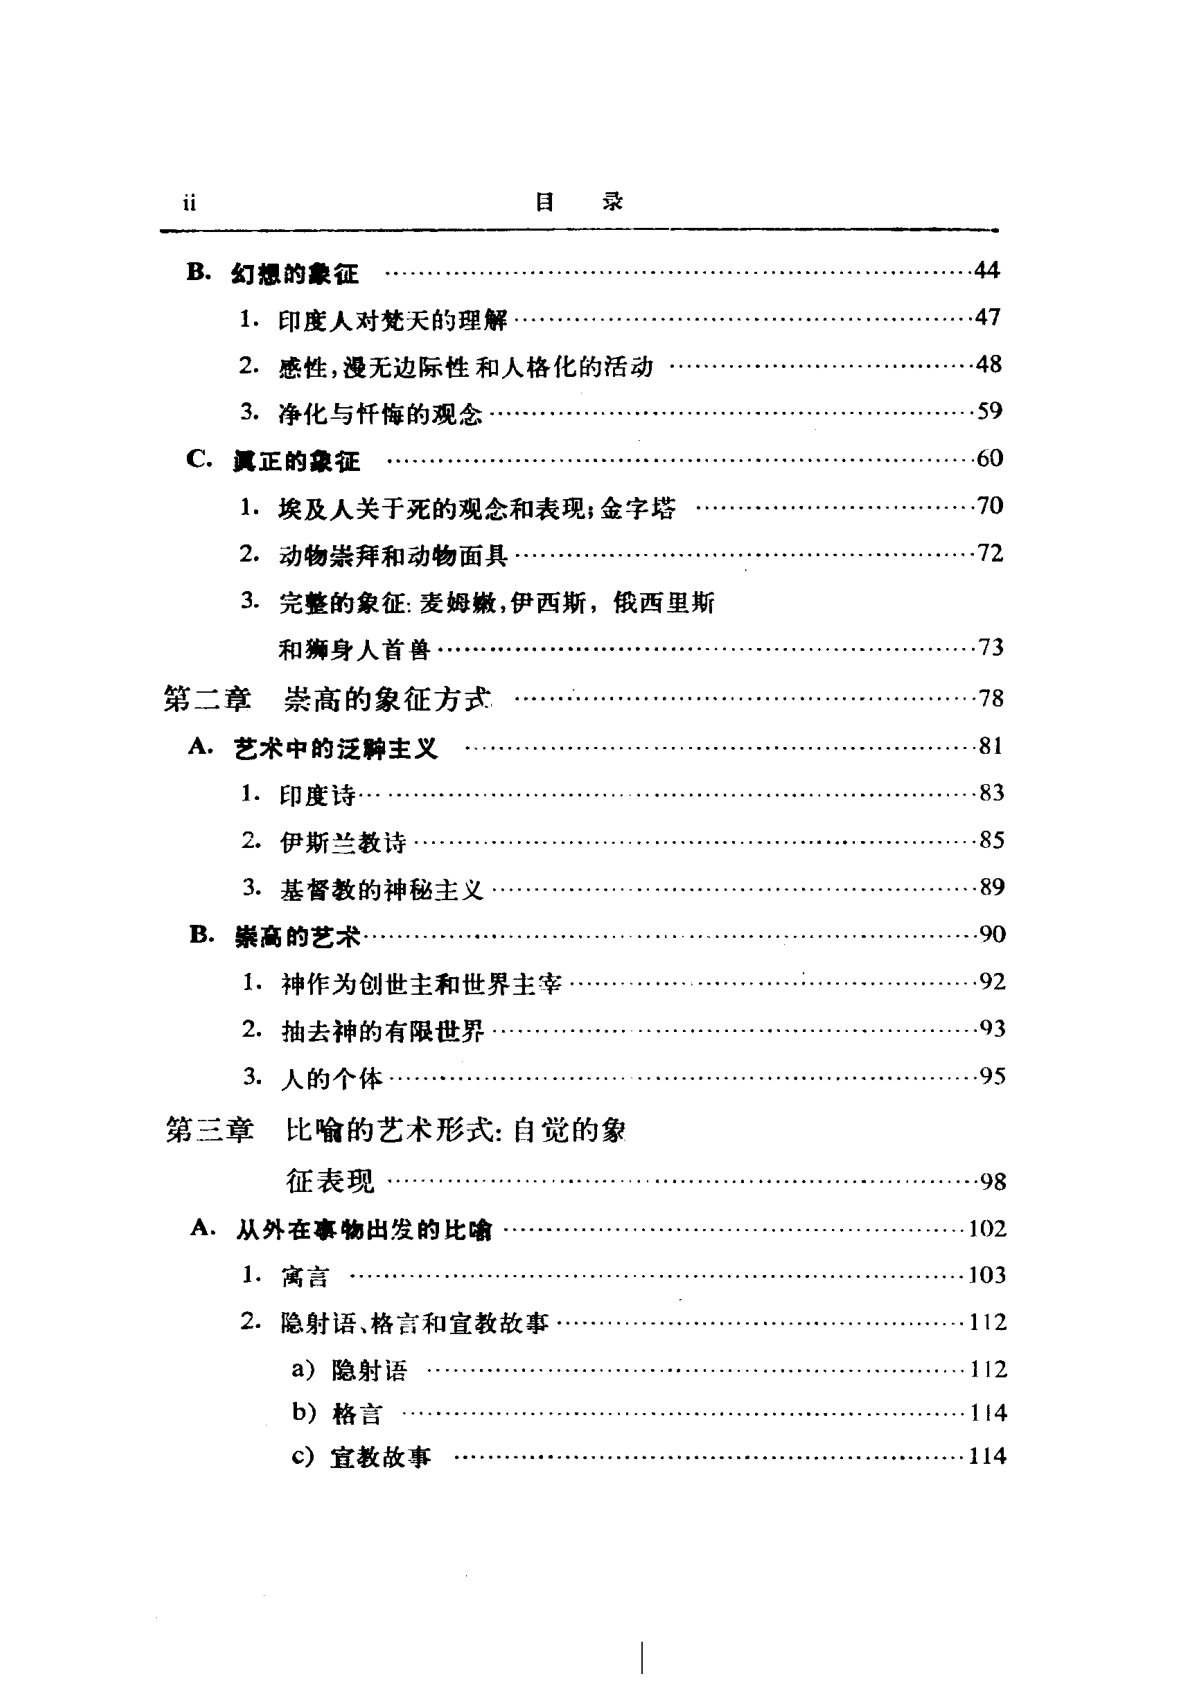 ii 目 录
B. 幻想的象征 ……44
1. 印度人对梵天的理解……47
2. 感性,漫无边际性和人格化的活动 ……48
3. 净化与忏悔的观念……59
C. 真正的象征 ……60
1. 埃及人关于死的观念和表现;金字塔 ……70
2. 动物崇拜和动物面具……72
3. 完整的象征:麦姆嫩,伊西斯,俄西里斯
和狮身人首兽……73
第二章 崇高的象征方式 ……78
A. 艺术中的泛神主义 ……81
1. 印度诗……83
2. 伊斯兰教诗……85
3. 基督教的神秘主义……89
B. 崇高的艺术……90
1. 神作为创世主和世界主宰……92
2. 抽去神的有限世界……93
3. 人的个体……95
第三章 比喻的艺术形式:自觉的象
征表现……98
A. 从外在事物出发的比喻……102
1. 寓言 ……103
2. 隐射语、格言和宣教故事……112
a) 隐射语 ……112
b) 格言 ……114
c) 宣教故事 ……114